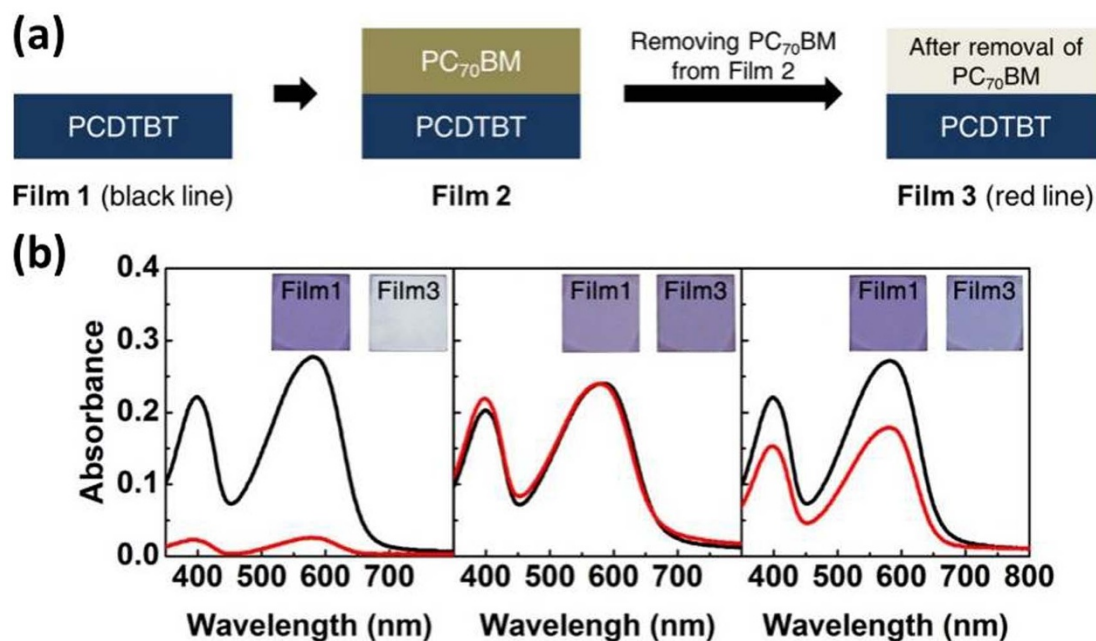 (a)
PCDTBT
Film 1 (black line)
PC₇₀BM
PCDTBT
Film 2
Removing PC₇₀BM
from Film 2
After removal of
PC₇₀BM
PCDTBT
Film 3 (red line)
(b)
Absorbance
0.4
0.3
0.2
0.1
0.0
Film1
Film3
400 500 600 700
Wavelength (nm)
Film1
Film3
400 500 600 700
Wavelength (nm)
Film1
Film3
400 500 600 700 800
Wavelength (nm)